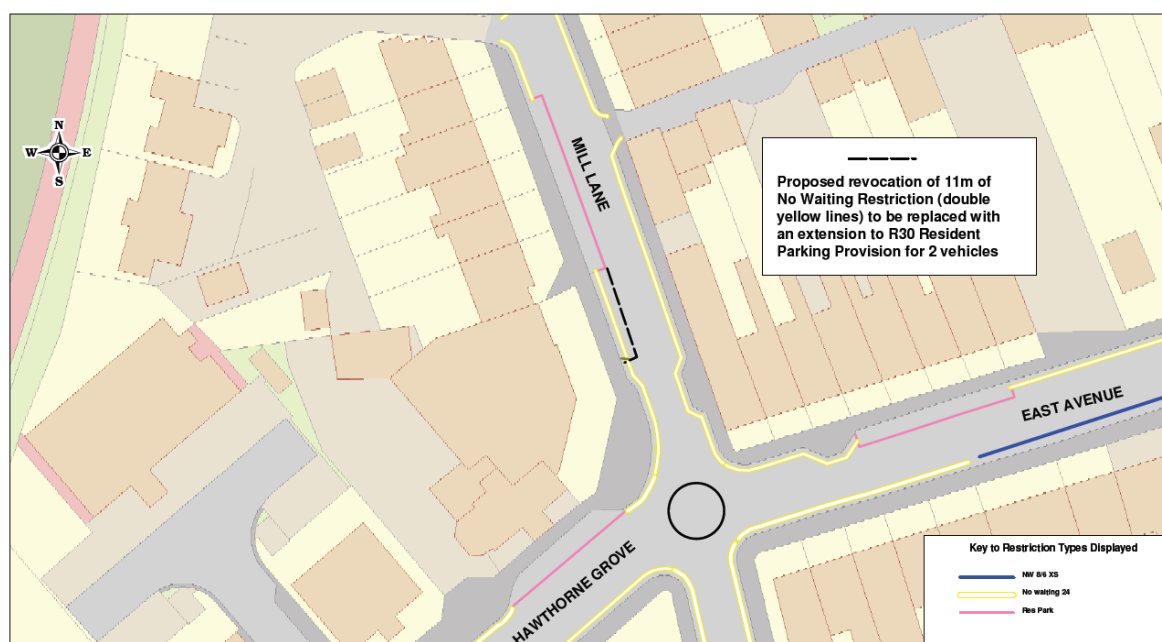 N
W E
S
MILL LANE
Proposed revocation of 11m of
No Waiting Restriction (double
yellow lines) to be replaced with
an extension to R30 Resident
Parking Provision for 2 vehicles
EAST AVENUE
HAWTHORNE GROVE
Key to Restriction Types Displayed
NW 8/6 XS
No waiting 24
Res Park